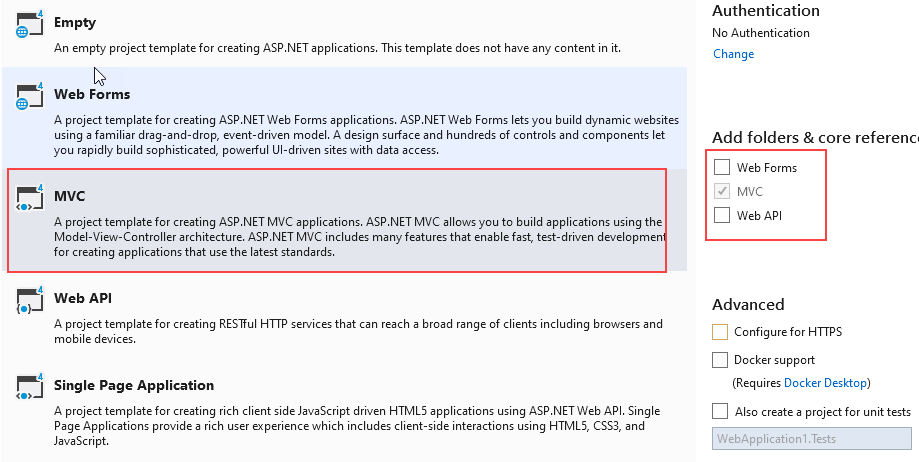 Empty
An empty project template for creating ASP.NET applications. This template does not have any content in it.
Web Forms
A project template for creating ASP.NET Web Forms applications. ASP.NET Web Forms lets you build dynamic websites
using a familiar drag-and-drop, event-driven model. A design surface and hundreds of controls and components let
you rapidly build sophisticated, powerful UI-driven sites with data access.
MVC
A project template for creating ASP.NET MVC applications. ASP.NET MVC allows you to build applications using the
Model-View-Controller architecture. ASP.NET MVC includes many features that enable fast, test-driven development
for creating applications that use the latest standards.
Web API
A project template for creating RESTful HTTP services that can reach a broad range of clients including browsers and
mobile devices.
Single Page Application
A project template for creating rich client side JavaScript driven HTML5 applications using ASP.NET Web API. Single
Page Applications provide a rich user experience which includes client-side interactions using HTML5, CSS3, and
JavaScript.
Authentication
No Authentication
Change
Add folders & core reference
Web Forms
MVC
Web API
Advanced
Configure for HTTPS
Docker support
(Requires Docker Desktop)
Also create a project for unit tests
WebApplication1.Tests